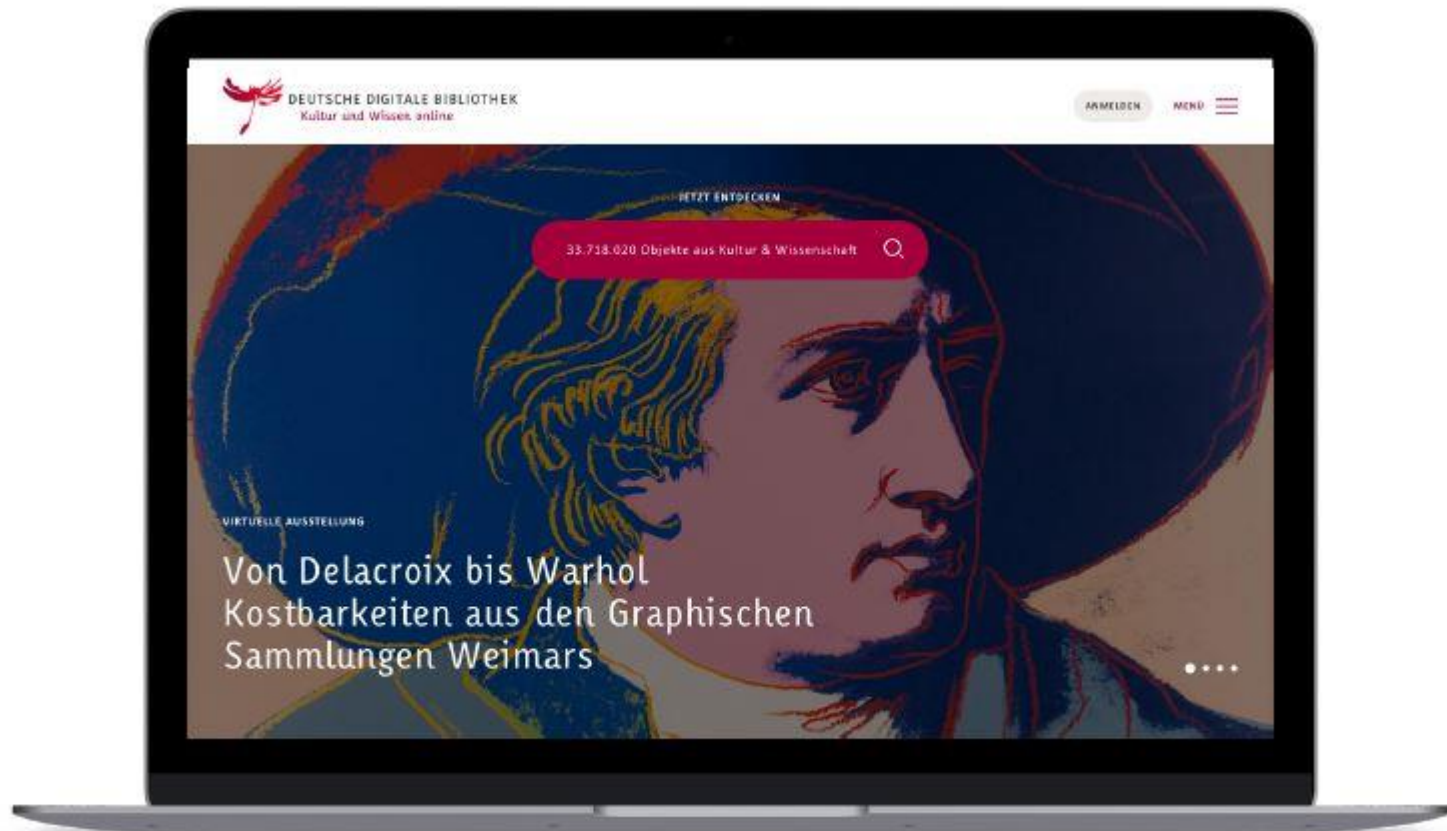 DEUTSCHE DIGITALE BIBLIOTHEK
Kultur und Wissen online
ANMELDEN
MENÜ
JETZT ENTDECKEN
33.718.020 Objekte aus Kultur & Wissenschaft
VIRTUELLE AUSSTELLUNG
Von Delacroix bis Warhol
Kostbarkeiten aus den Graphischen
Sammlungen Weimars